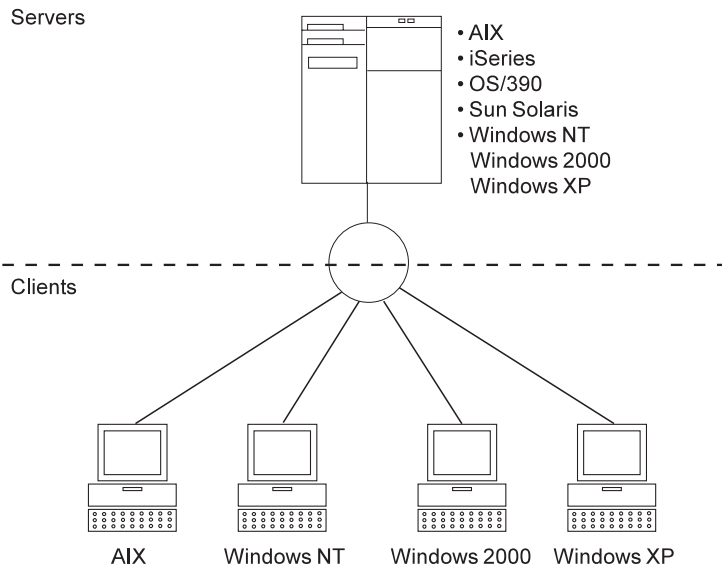 Servers
• AIX
• iSeries
• OS/390
• Sun Solaris
• Windows NT
Windows 2000
Windows XP
Clients
AIX
Windows NT
Windows 2000
Windows XP